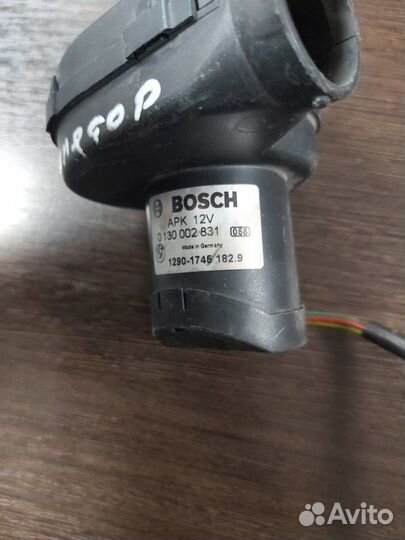 BOSCH
APK 12V
0 130 002 831 058
Made in Germany
1290-1745 182.9
Avito